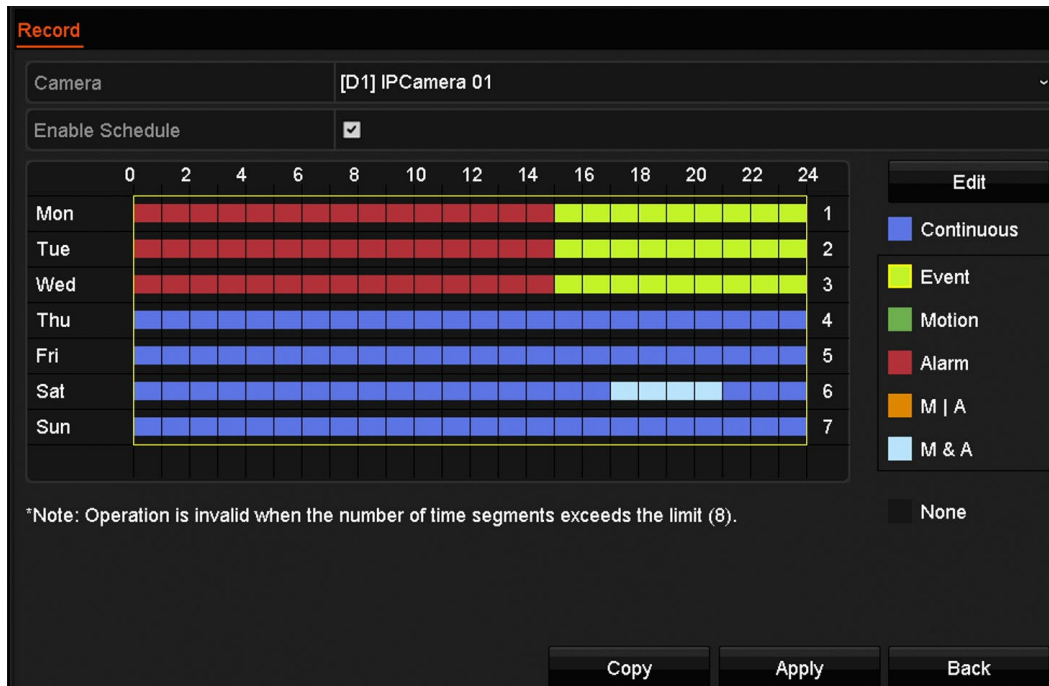 Record
Camera [D1] IPCamera 01
Enable Schedule
0 2 4 6 8 10 12 14 16 18 20 22 24
Edit
Mon 1
Continuous
Tue 2
Event
Wed 3
Thu 4
Motion
Fri 5
Alarm
Sat 6
M | A
Sun 7
M & A
*Note: Operation is invalid when the number of time segments exceeds the limit (8).
None
Copy Apply Back